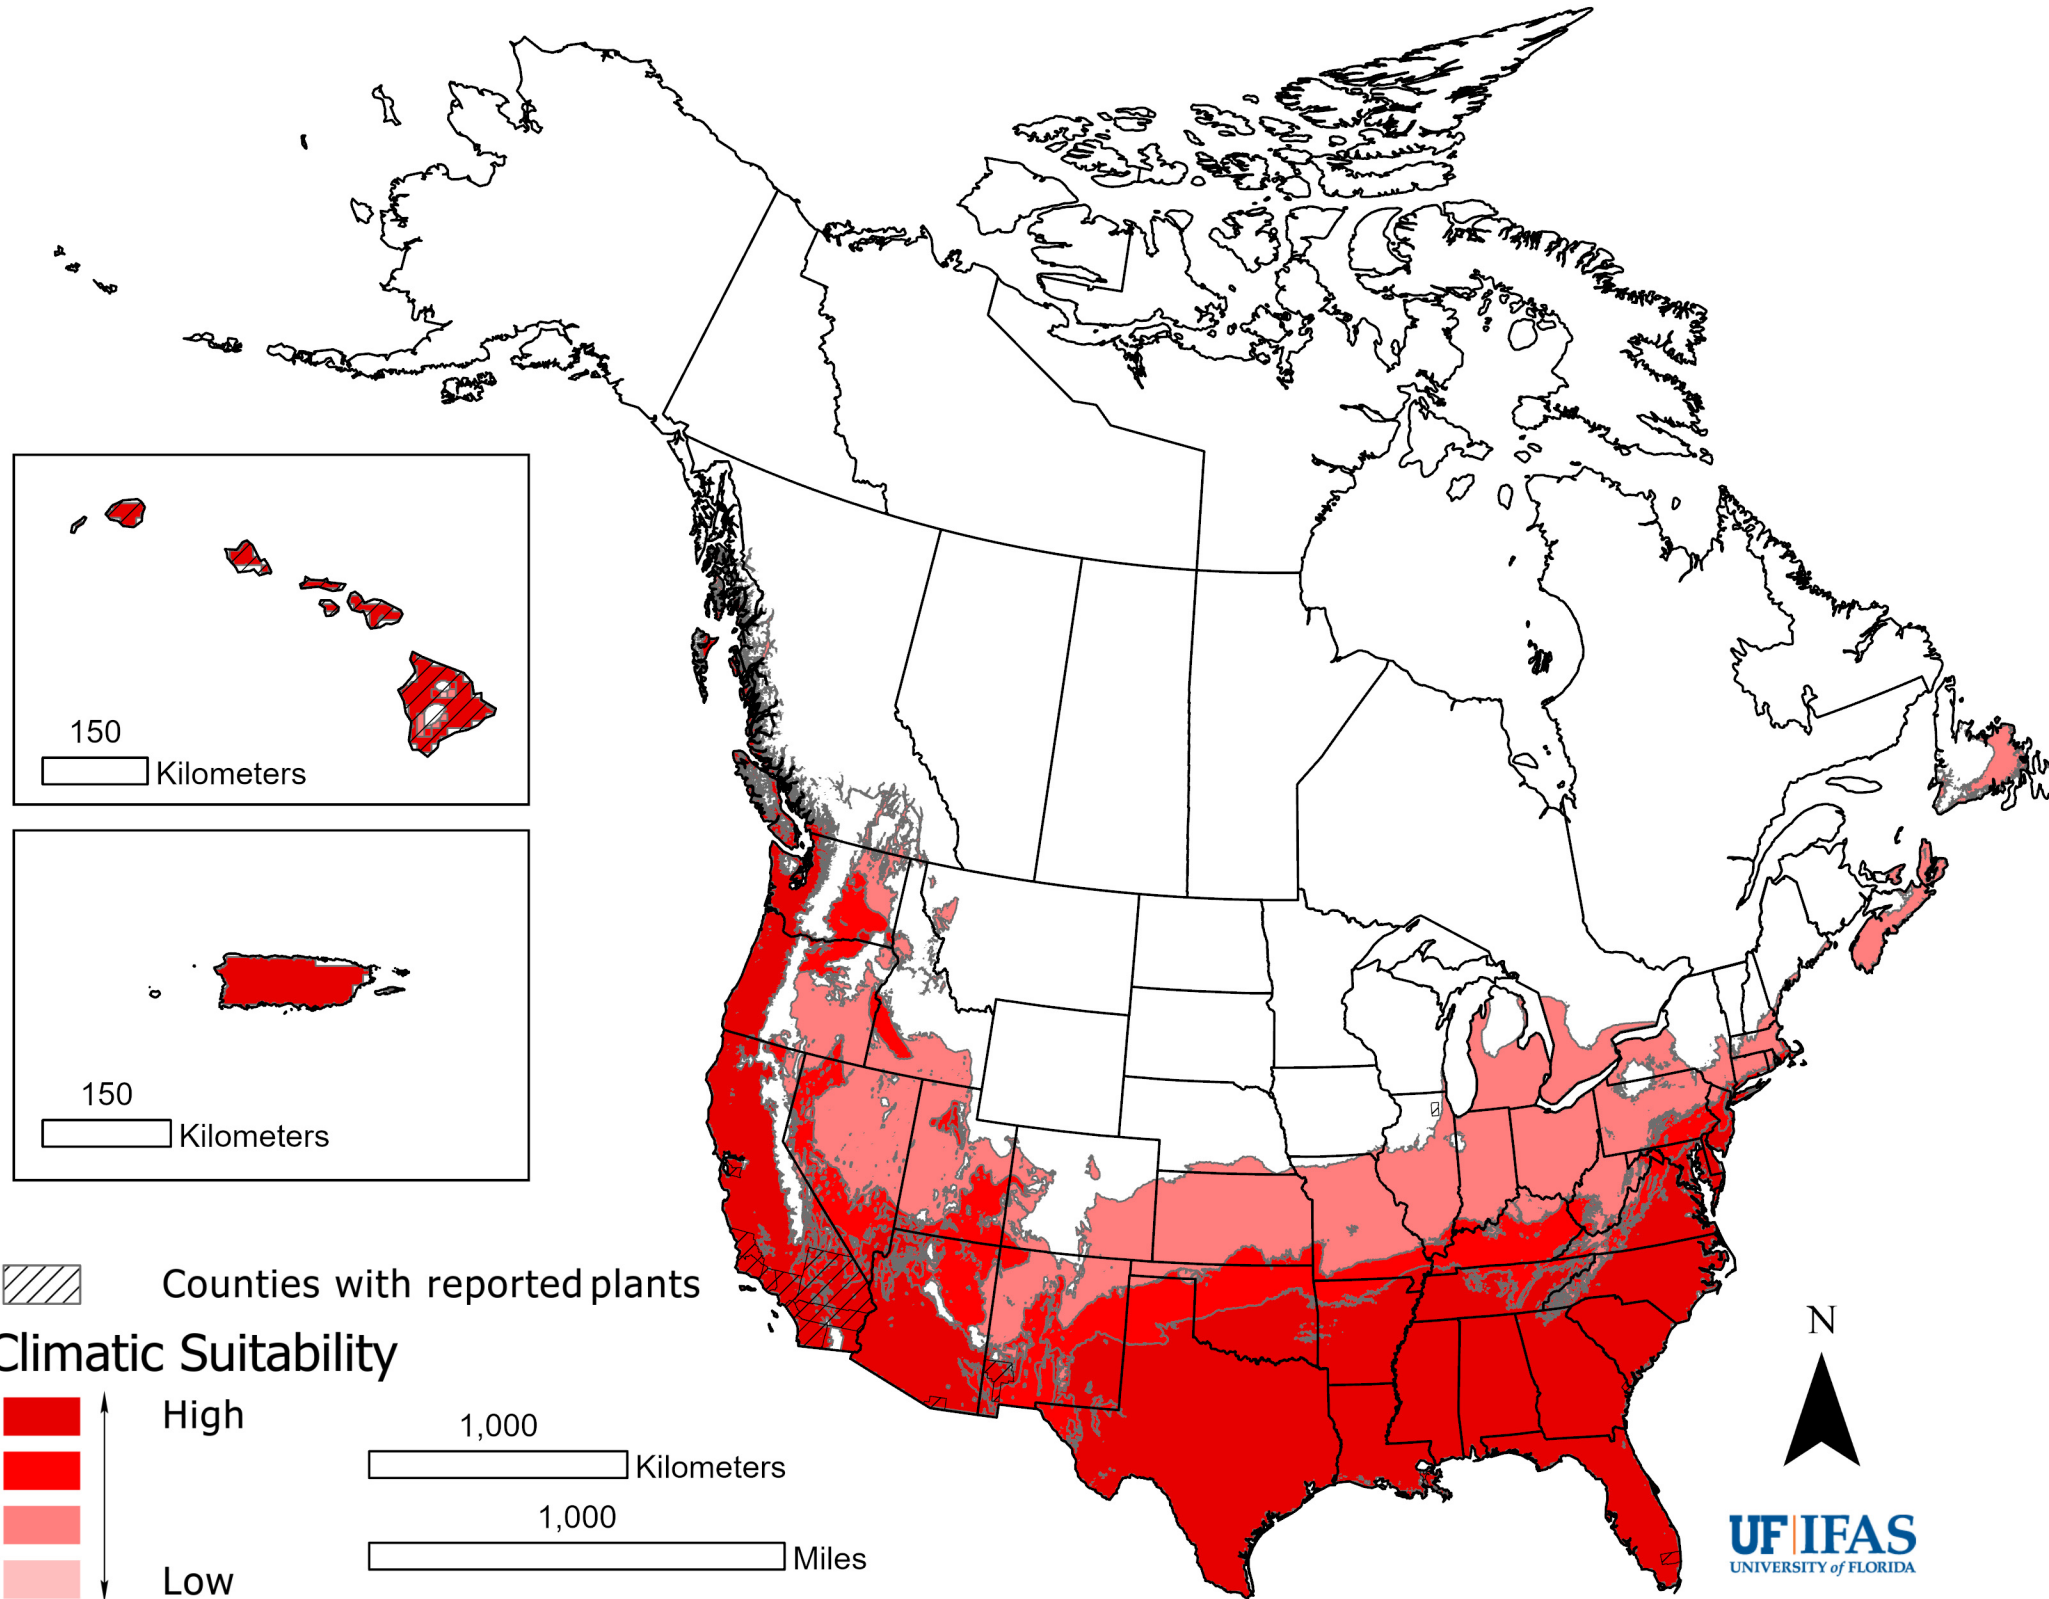 150
Kilometers
150
Kilometers
Counties with reported plants
Climatic Suitability
High
Low
1,000
Kilometers
1,000
Miles
N
UF|IFAS
UNIVERSITY of FLORIDA